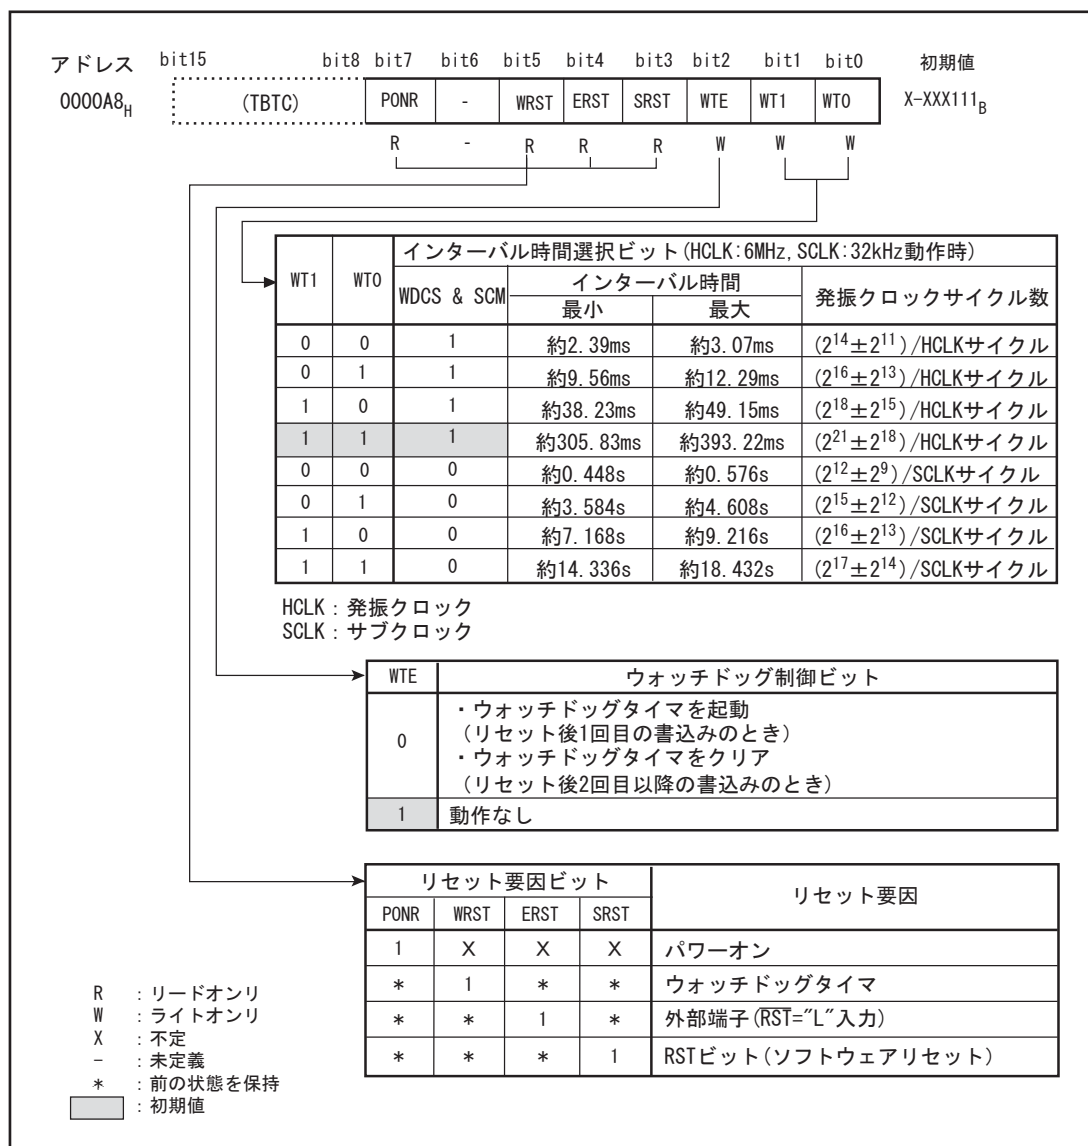 アドレス bit15 bit8 bit7 bit6 bit5 bit4 bit3 bit2 bit1 bit0 初期値
0000A8H (TBTC) PONR - WRST ERST SRST WTE WT1 WT0 X-XXX111B
R - R R R W W W
WT1 WT0 インターバル時間選択ビット(HCLK:6MHz, SCLK:32kHz動作時)
WDCS & SCM インターバル時間 発振クロックサイクル数
最小 最大
0 0 1 約2.39ms 約3.07ms (2^14±2^11)/HCLKサイクル
0 1 1 約9.56ms 約12.29ms (2^16±2^13)/HCLKサイクル
1 0 1 約38.23ms 約49.15ms (2^18±2^15)/HCLKサイクル
1 1 1 約305.83ms 約393.22ms (2^21±2^18)/HCLKサイクル
0 0 0 約0.448s 約0.576s (2^12±2^9)/SCLKサイクル
0 1 0 約3.584s 約4.608s (2^15±2^12)/SCLKサイクル
1 0 0 約7.168s 約9.216s (2^16±2^13)/SCLKサイクル
1 1 0 約14.336s 約18.432s (2^17±2^14)/SCLKサイクル
HCLK : 発振クロック
SCLK : サブクロック
WTE ウォッチドッグ制御ビット
0 ・ウォッチドッグタイマを起動
(リセット後1回目の書込みのとき)
・ウォッチドッグタイマをクリア
(リセット後2回目以降の書込みのとき)
1 動作なし
リセット要因ビット リセット要因
PONR WRST ERST SRST
1 X X X パワーオン
* 1 * * ウォッチドッグタイマ
* * 1 * 外部端子(R̅S̅T̅="L"入力)
* * * 1 RSTビット(ソフトウェアリセット)
R : リードオンリ
W : ライトオンリ
X : 不定
- : 未定義
* : 前の状態を保持
: 初期値